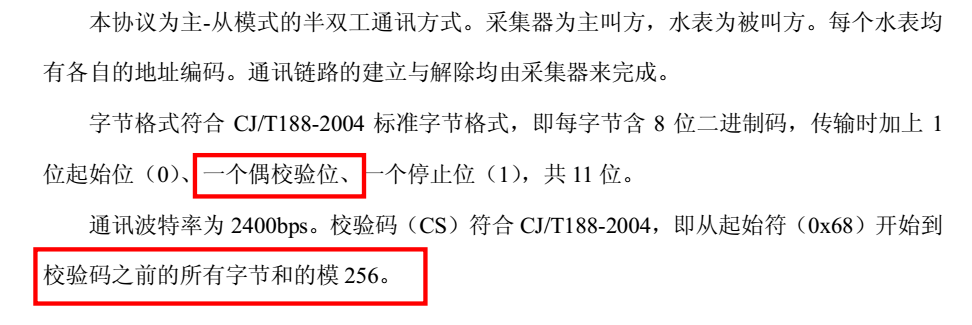 本协议为主-从模式的半双工通讯方式。采集器为主叫方，水表为被叫方。每个水表均
有各自的地址编码。通讯链路的建立与解除均由采集器来完成。
字节格式符合 CJ/T188-2004 标准字节格式，即每字节含 8 位二进制码，传输时加上 1
位起始位（0）、一个偶校验位、一个停止位（1），共 11 位。
通讯波特率为 2400bps。校验码（CS）符合 CJ/T188-2004，即从起始符（0x68）开始到
校验码之前的所有字节和的模 256。